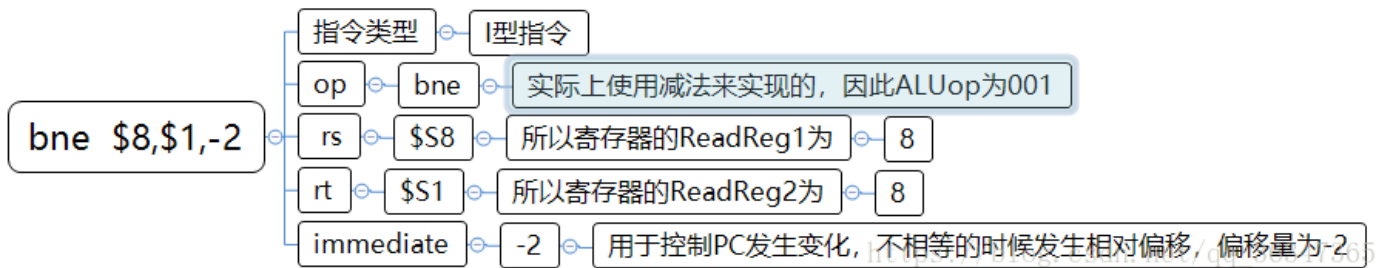 指令类型 I型指令
op bne 实际上使用减法来实现的，因此ALUop为001
bne $8,$1,-2
rs $S8 所以寄存器的ReadReg1为 8
rt $S1 所以寄存器的ReadReg2为 8
immediate -2 用于控制PC发生变化，不相等的时候发生相对偏移，偏移量为-2